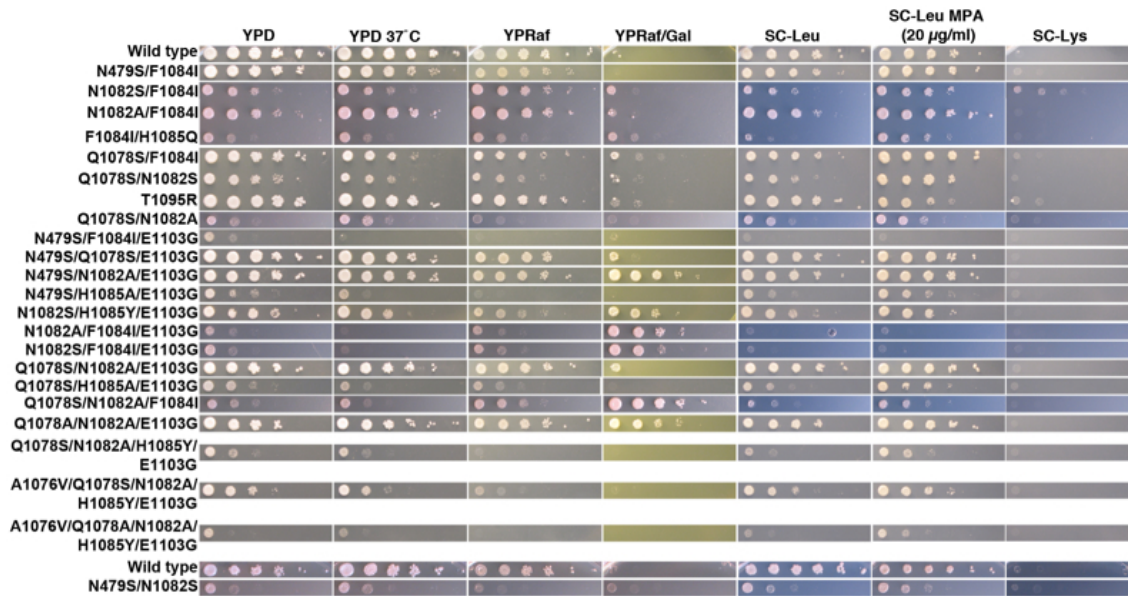 YPD YPD 37°C YPRaf YPRaf/Gal SC-Leu SC-Leu MPA (20 µg/ml) SC-Lys
Wild type
N479S/F1084I
N1082S/F1084I
N1082A/F1084I
F1084I/H1085Q
Q1078S/F1084I
Q1078S/N1082S
T1095R
Q1078S/N1082A
N479S/F1084I/E1103G
N479S/Q1078S/E1103G
N479S/N1082A/E1103G
N479S/H1085A/E1103G
N1082S/H1085Y/E1103G
N1082A/F1084I/E1103G
N1082S/F1084I/E1103G
Q1078S/N1082A/E1103G
Q1078S/H1085A/E1103G
Q1078S/N1082A/F1084I
Q1078A/N1082A/E1103G
Q1078S/N1082A/H1085Y/
E1103G
A1076V/Q1078S/N1082A/
H1085Y/E1103G
A1076V/Q1078A/N1082A/
H1085Y/E1103G
Wild type
N479S/N1082S